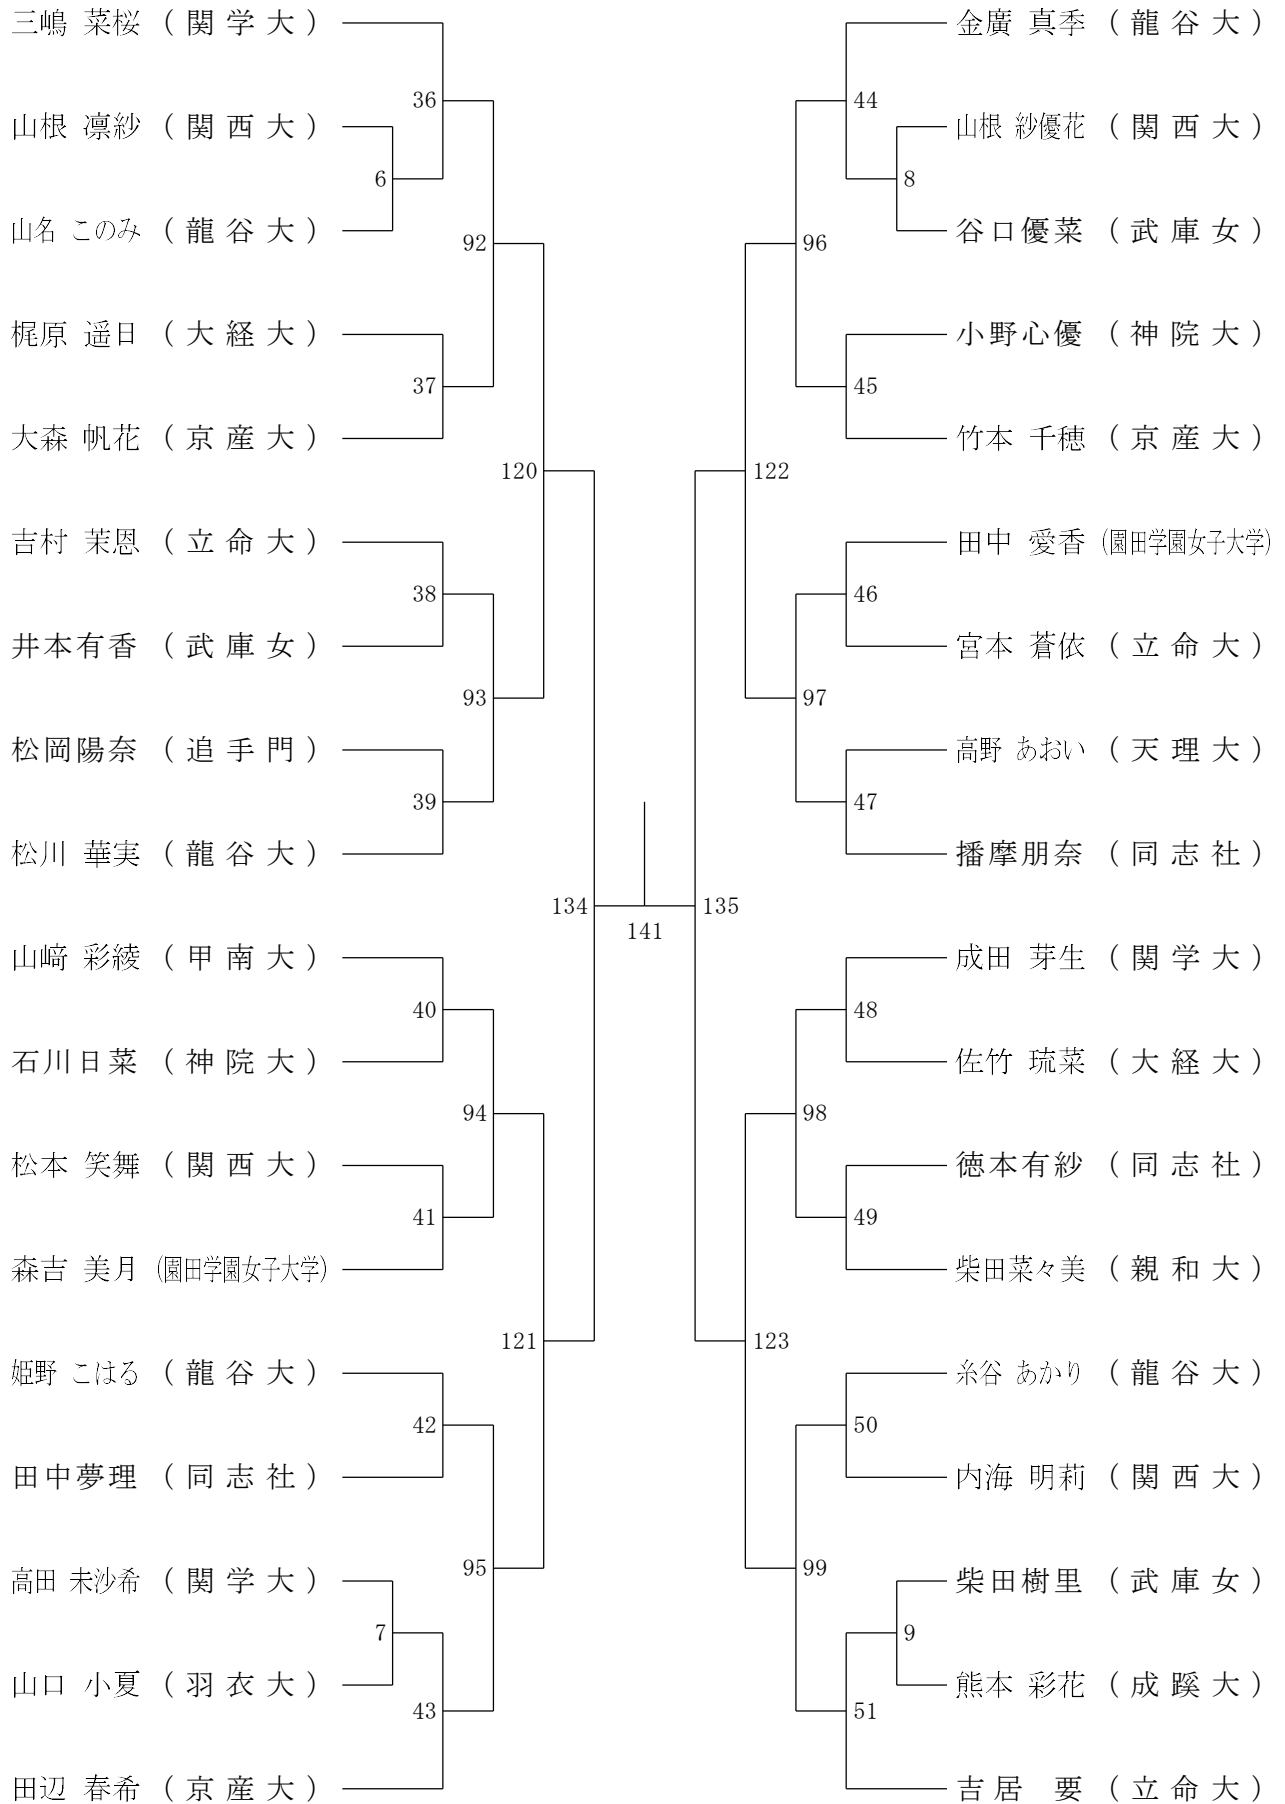 三嶋 菜桜 ( 関 学 大 )
36
山根 凛紗 ( 関 西 大 )
6
山名 このみ ( 龍 谷 大 )
92
梶原 遥日 ( 大 経 大 )
37
大森 帆花 ( 京 産 大 )
120
吉村 茉恩 ( 立 命 大 )
38
井本有香 ( 武 庫 女 )
93
松岡陽奈 ( 追 手 門 )
39
松川 華実 ( 龍 谷 大 )
134
山﨑 彩綾 ( 甲 南 大 )
40
石川日菜 ( 神 院 大 )
94
松本 笑舞 ( 関 西 大 )
41
森吉 美月 (園田学園女子大学)
121
姫野 こはる ( 龍 谷 大 )
42
田中夢理 ( 同 志 社 )
95
高田 未沙希 ( 関 学 大 )
7
山口 小夏 ( 羽 衣 大 )
43
田辺 春希 ( 京 産 大 )
141
金廣 真季 ( 龍 谷 大 )
44
山根 紗優花 ( 関 西 大 )
8
谷口優菜 ( 武 庫 女 )
96
小野心優 ( 神 院 大 )
45
竹本 千穂 ( 京 産 大 )
122
田中 愛香 (園田学園女子大学)
46
宮本 蒼依 ( 立 命 大 )
97
高野 あおい ( 天 理 大 )
47
播摩朋奈 ( 同 志 社 )
135
成田 芽生 ( 関 学 大 )
48
佐竹 琉菜 ( 大 経 大 )
98
徳本有紗 ( 同 志 社 )
49
柴田菜々美 ( 親 和 大 )
123
糸谷 あかり ( 龍 谷 大 )
50
内海 明莉 ( 関 西 大 )
99
柴田樹里 ( 武 庫 女 )
9
熊本 彩花 ( 成 蹊 大 )
51
吉居 要 ( 立 命 大 )